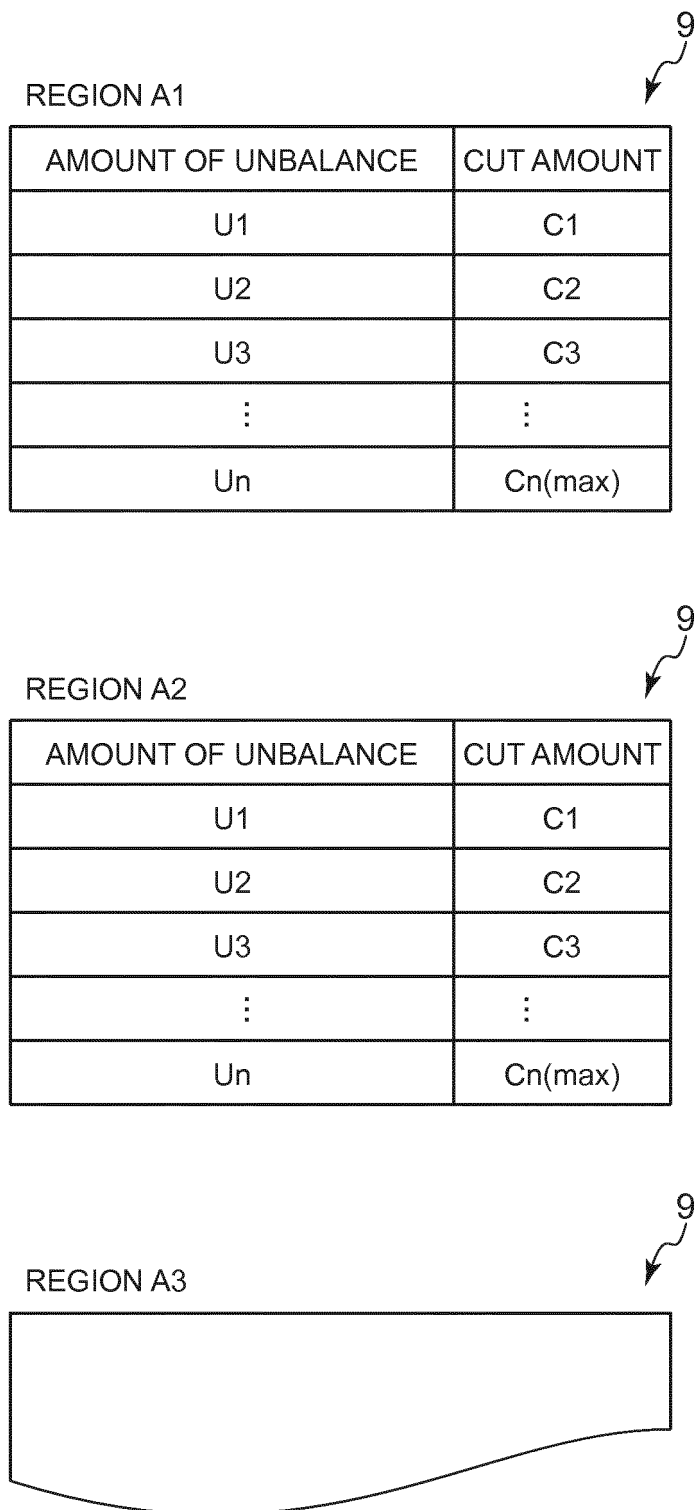 9
REGION A1
AMOUNT OF UNBALANCE CUT AMOUNT
U1 C1
U2 C2
U3 C3
⋮ ⋮
Un Cn(max)
9
REGION A2
AMOUNT OF UNBALANCE CUT AMOUNT
U1 C1
U2 C2
U3 C3
⋮ ⋮
Un Cn(max)
9
REGION A3